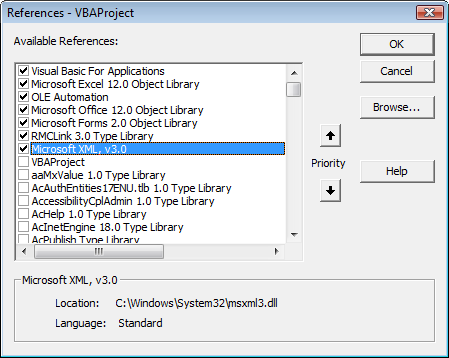 References - VBAProject
Available References:
Visual Basic For Applications
Microsoft Excel 12.0 Object Library
OLE Automation
Microsoft Office 12.0 Object Library
Microsoft Forms 2.0 Object Library
RMCLink 3.0 Type Library
Microsoft XML, v3.0
VBAProject
aaMxValue 1.0 Type Library
AcAuthEntities17ENU.tlb 1.0 Type Library
AccessibilityCplAdmin 1.0 Type Library
AcHelp 1.0 Type Library
AcInetEngine 18.0 Type Library
AcPublish Type Library
OK
Cancel
Browse...
Priority
Help
Microsoft XML, v3.0
Location: C:\Windows\System32\msxml3.dll
Language: Standard